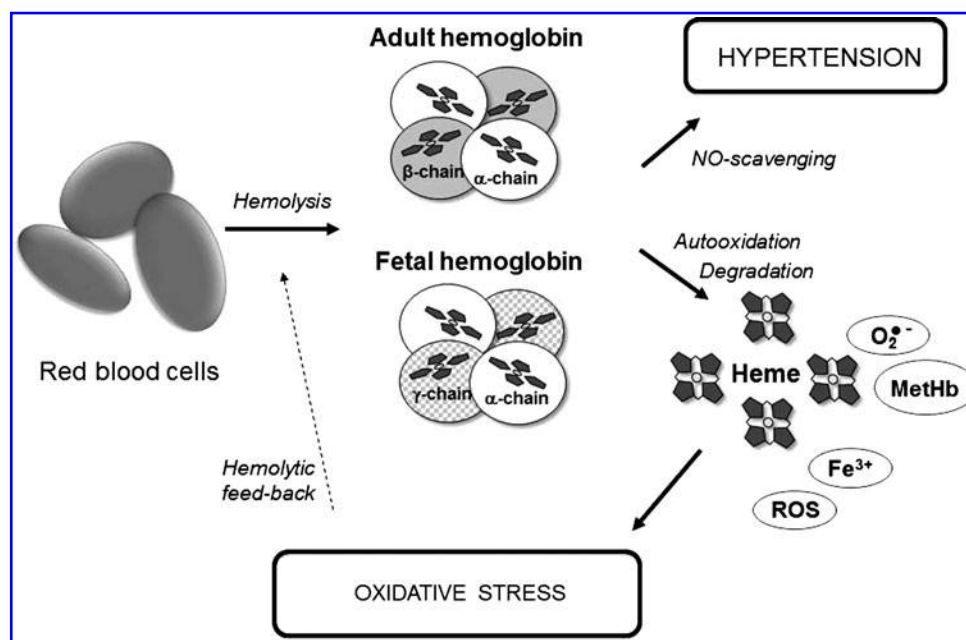 Adult hemoglobin
HYPERTENSION
β-chain
α-chain
NO-scavenging
Hemolysis
Autooxidation
Degradation
Fetal hemoglobin
γ-chain
α-chain
Red blood cells
Heme
O₂•⁻
MetHb
Fe³⁺
ROS
Hemolytic
feed-back
OXIDATIVE STRESS